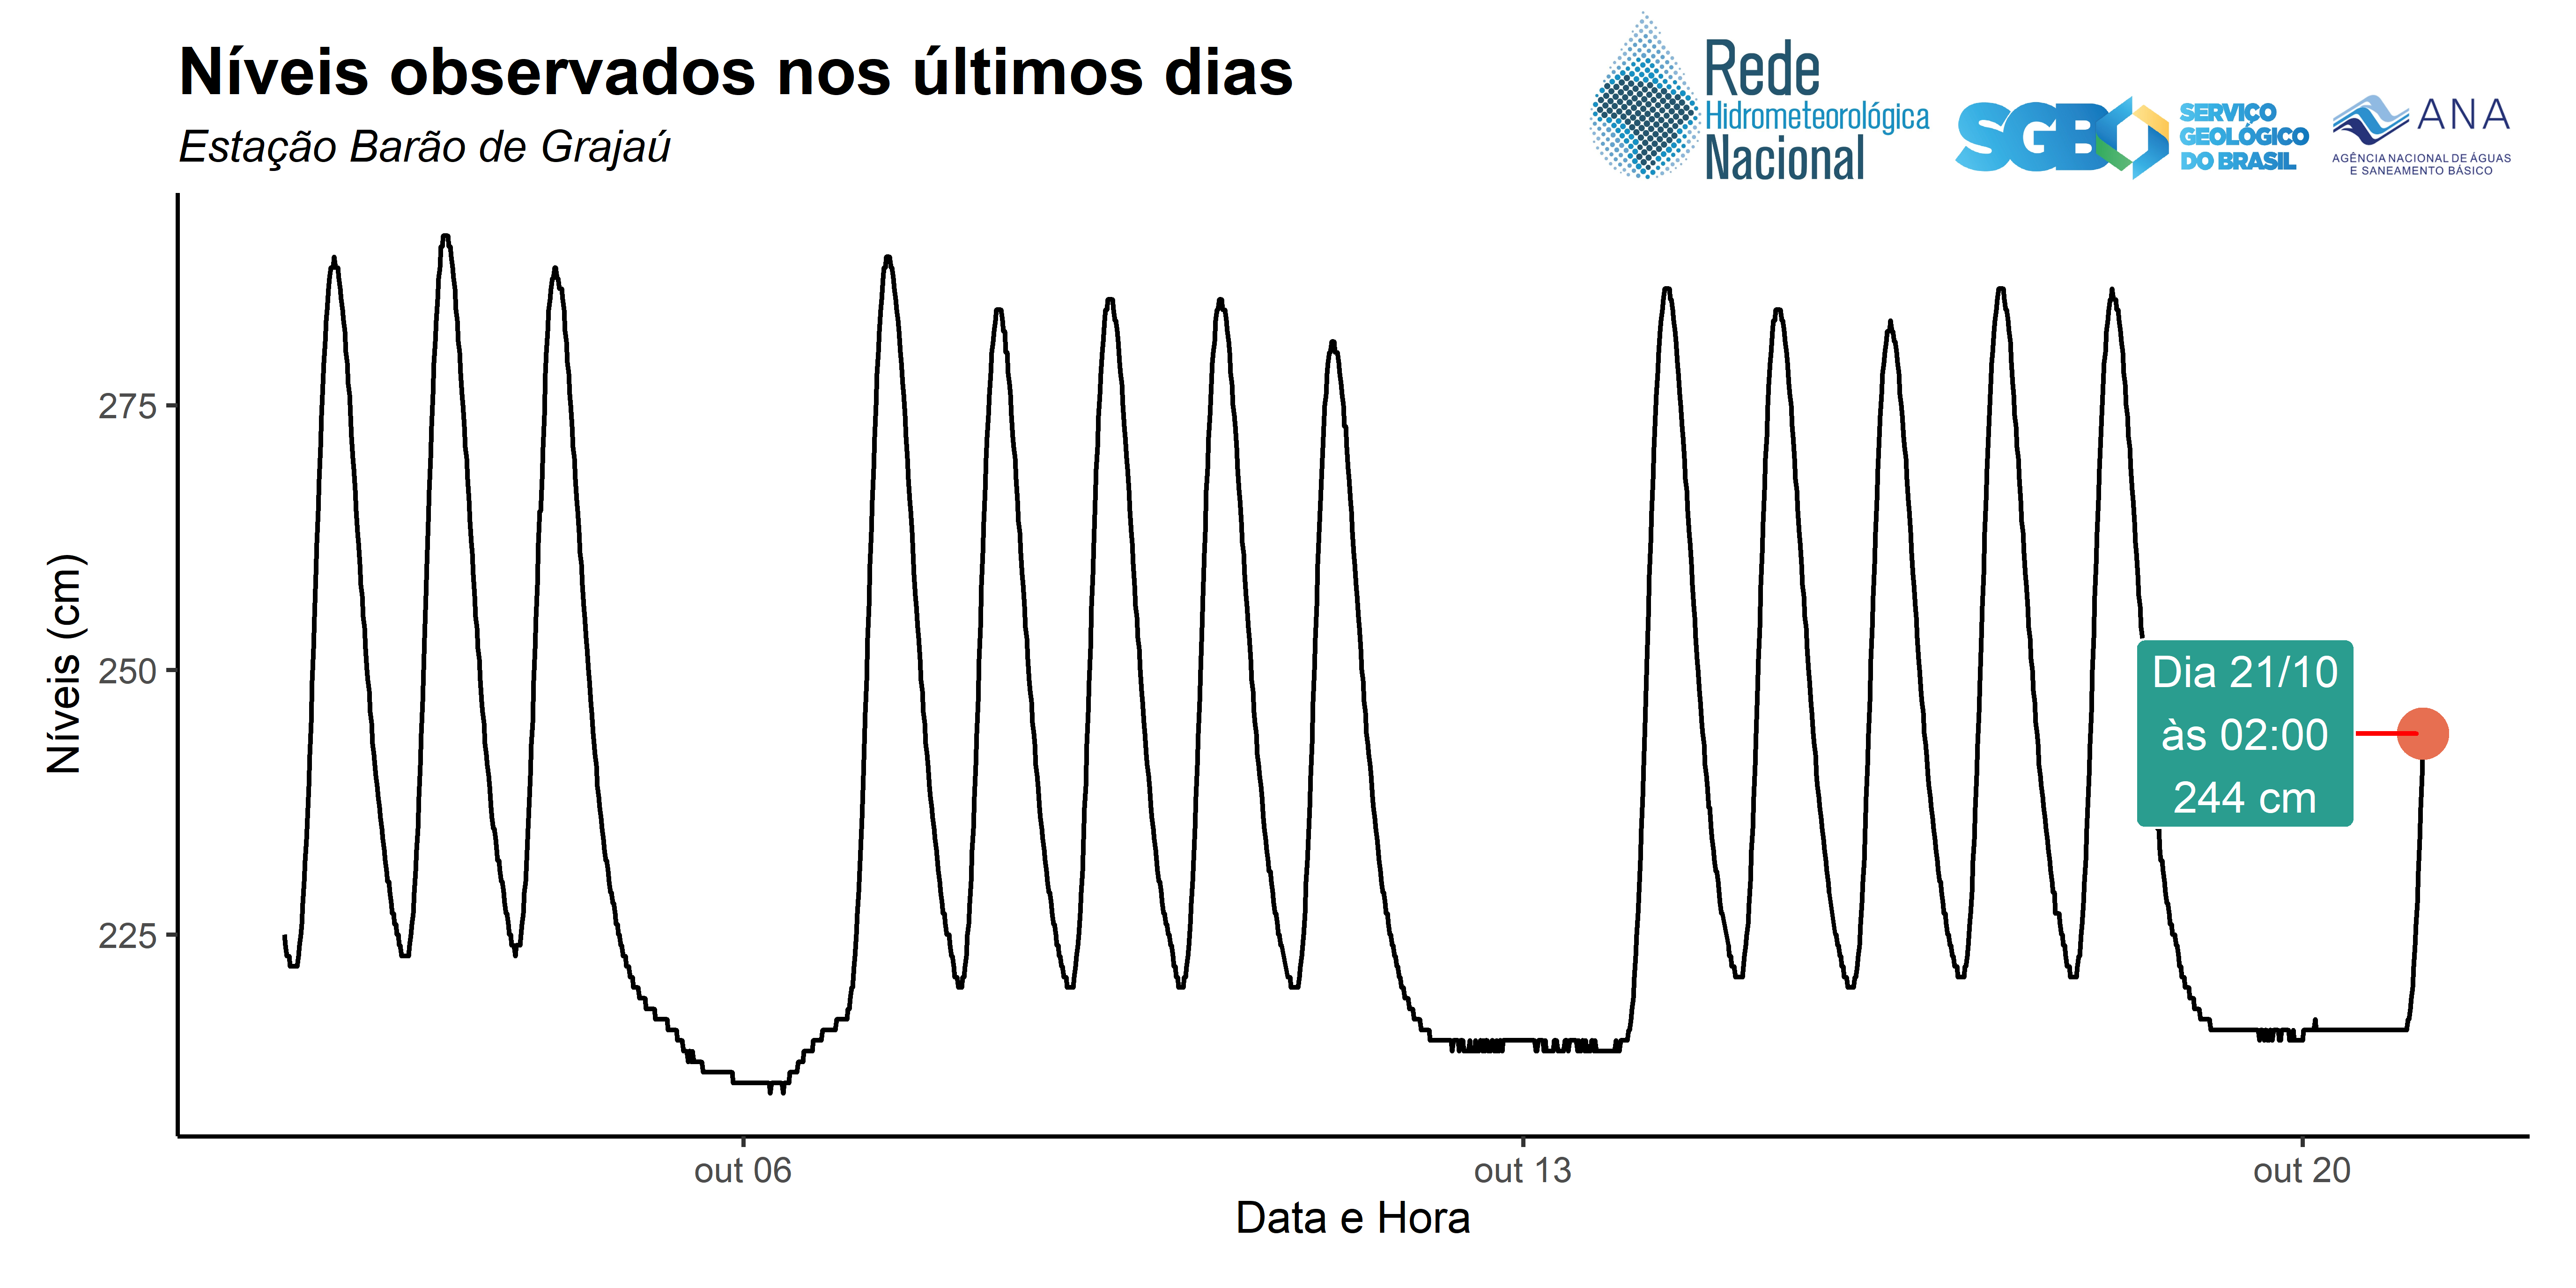 Níveis observados nos últimos dias
Estação Barão de Grajaú
Rede
Hidrometeorológica
Nacional
SGB
SERVIÇO
GEOLÓGICO
DO BRASIL
ANA
AGÊNCIA NACIONAL DE ÁGUAS
E SANEAMENTO BÁSICO
Níveis (cm)
275
250
225
Dia 21/10
às 02:00
244 cm
out 06
out 13
out 20
Data e Hora